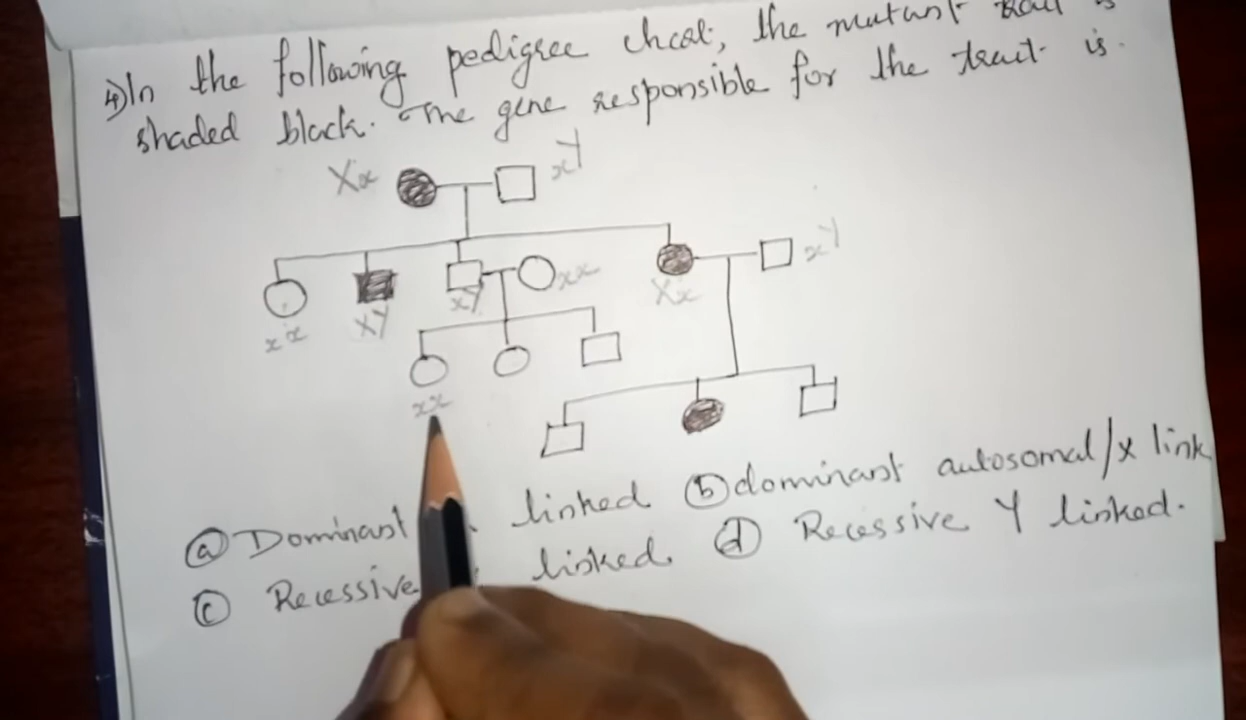 4) In the following pedigree chcat, the mutant trait is
shaded black. The gene responsible for the trait is.
Xx xY
xx XY xY xx Xx xY
xx
(a) Dominant linked (b) dominant autosomal/x link
(c) Recessive linked. (d) Recessive Y linked.